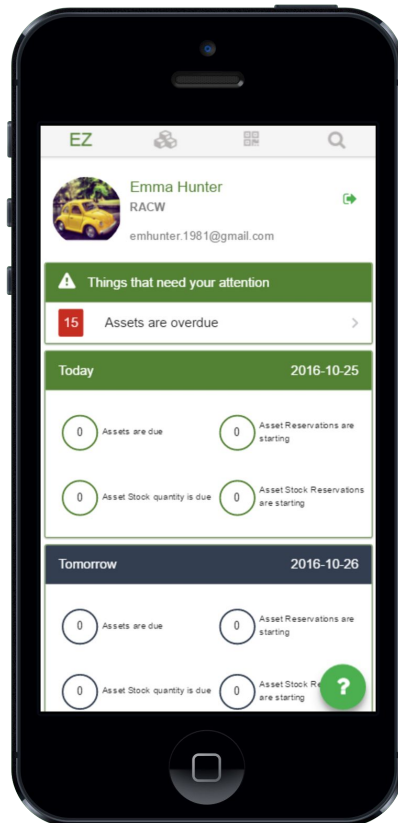 EZ
Emma Hunter
RACW
emhunter.1981@gmail.com
Things that need your attention
15 Assets are overdue
Today 2016-10-25
0 Assets are due
0 Asset Reservations are
starting
0 Asset Stock quantity is due
0 Asset Stock Reservations
are starting
Tomorrow 2016-10-26
0 Assets are due
0 Asset Reservations are
starting
0 Asset Stock quantity is due
0 Asset Stock Re
are starting
?